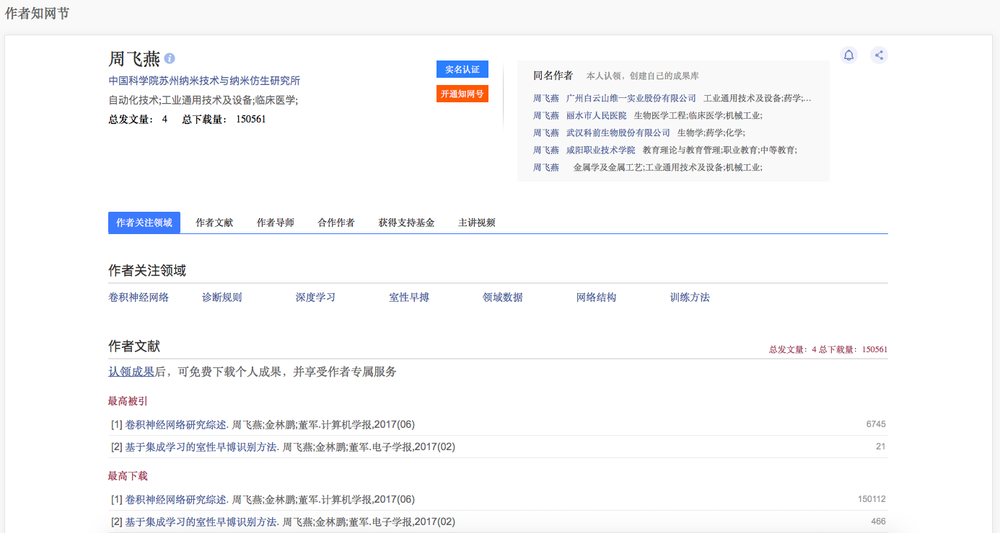 作者知网节
周飞燕
中国科学院苏州纳米技术与纳米仿生研究所
自动化技术;工业通用技术及设备;临床医学;
总发文量： 4 总下载量： 150561
实名认证
开通知网号
同名作者 本人认领，创建自己的成果库
周飞燕 广州白云山维一实业股份有限公司 工业通用技术及设备;药学;...
周飞燕 丽水市人民医院 生物医学工程;临床医学;机械工业;
周飞燕 武汉科前生物股份有限公司 生物学;药学;化学;
周飞燕 咸阳职业技术学院 教育理论与教育管理;职业教育;中等教育;
周飞燕 金属学及金属工艺;工业通用技术及设备;机械工业;
作者关注领域 作者文献 作者导师 合作作者 获得支持基金 主讲视频
作者关注领域
卷积神经网络 诊断规则 深度学习 室性早搏 领域数据 网络结构 训练方法
作者文献 总发文量：4 总下载量：150561
认领成果后，可免费下载个人成果，并享受作者专属服务
最高被引
[1] 卷积神经网络研究综述. 周飞燕;金林鹏;董军.计算机学报,2017(06) 6745
[2] 基于集成学习的室性早博识别方法. 周飞燕;金林鹏;董军.电子学报,2017(02) 21
最高下载
[1] 卷积神经网络研究综述. 周飞燕;金林鹏;董军.计算机学报,2017(06) 150112
[2] 基于集成学习的室性早博识别方法. 周飞燕;金林鹏;董军.电子学报,2017(02) 466